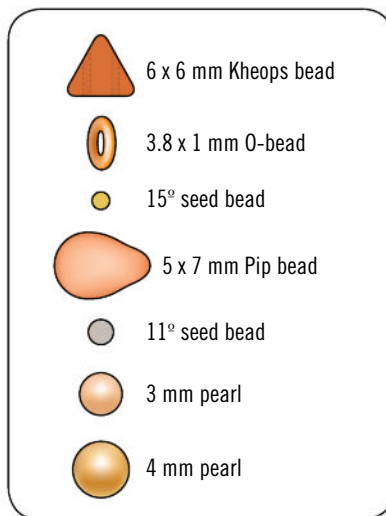 6 x 6 mm Kheops bead
3.8 x 1 mm O-bead
15º seed bead
5 x 7 mm Pip bead
11º seed bead
3 mm pearl
4 mm pearl